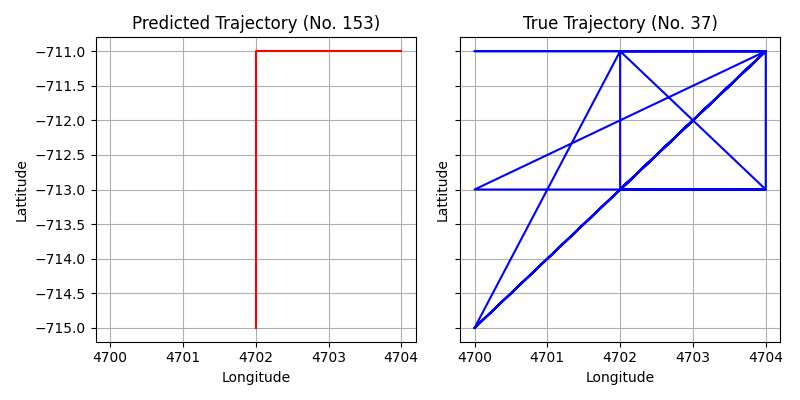 Predicted Trajectory (No. 153)
−711.0
−711.5
−712.0
−712.5
−713.0
−713.5
−714.0
−714.5
−715.0
Lattitude
4700 4701 4702 4703 4704
Longitude
True Trajectory (No. 37)
Lattitude
4700 4701 4702 4703 4704
Longitude